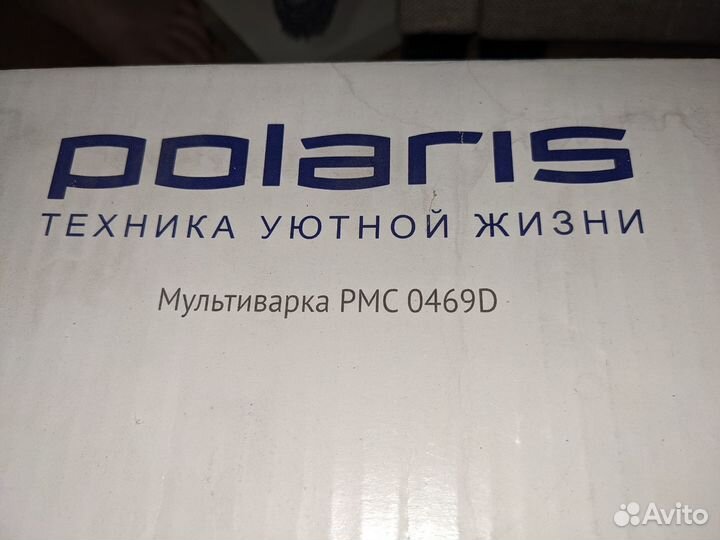 polaris
ТЕХНИКА УЮТНОЙ ЖИЗНИ
Мультиварка PMC 0469D
Avito